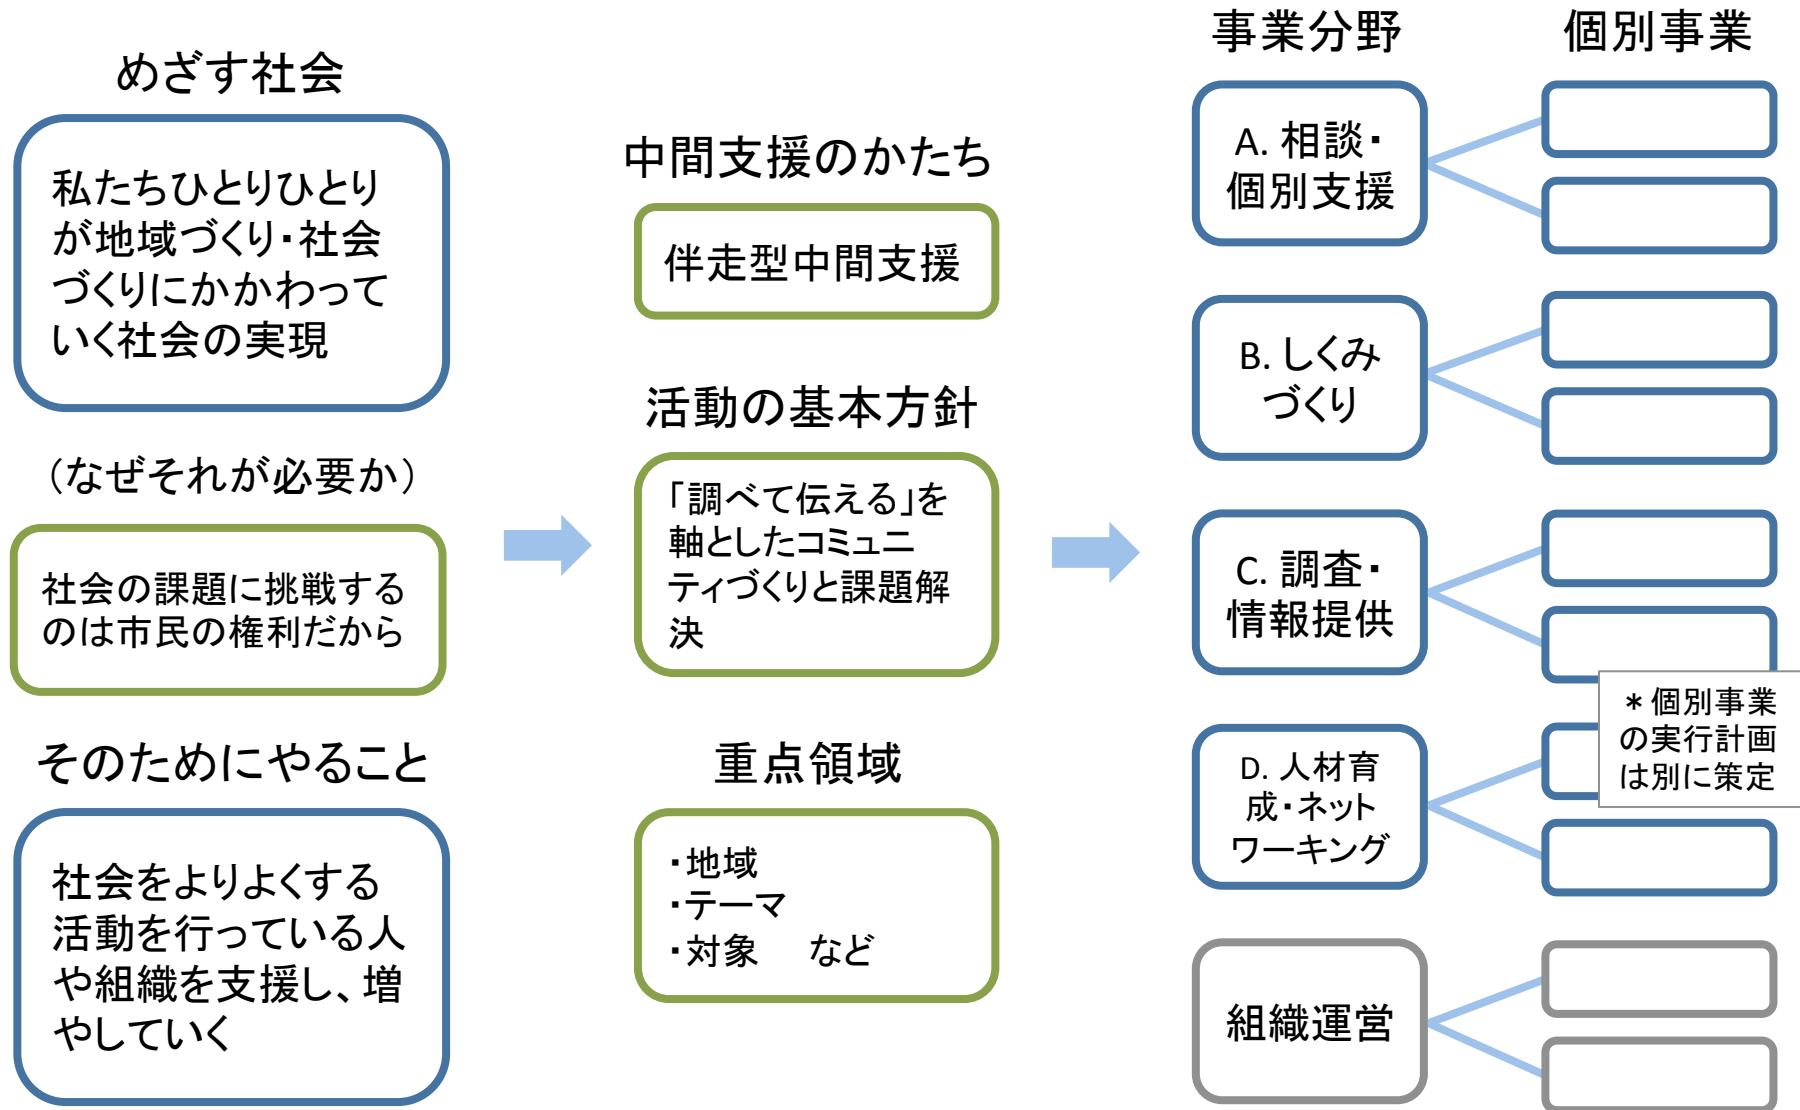 めざす社会
私たちひとりひとり
が地域づくり・社会
づくりにかかわって
いく社会の実現
（なぜそれが必要か）
社会の課題に挑戦する
のは市民の権利だから
そのためにやること
社会をよりよくする
活動を行っている人
や組織を支援し、増
やしていく
中間支援のかたち
伴走型中間支援
活動の基本方針
「調べて伝える」を
軸としたコミュニ
ティづくりと課題解
決
重点領域
・地域
・テーマ
・対象　など
事業分野
A. 相談・
個別支援
B. しくみ
づくり
C. 調査・
情報提供
D. 人材育
成・ネット
ワーキング
組織運営
個別事業
＊個別事業
の実行計画
は別に策定